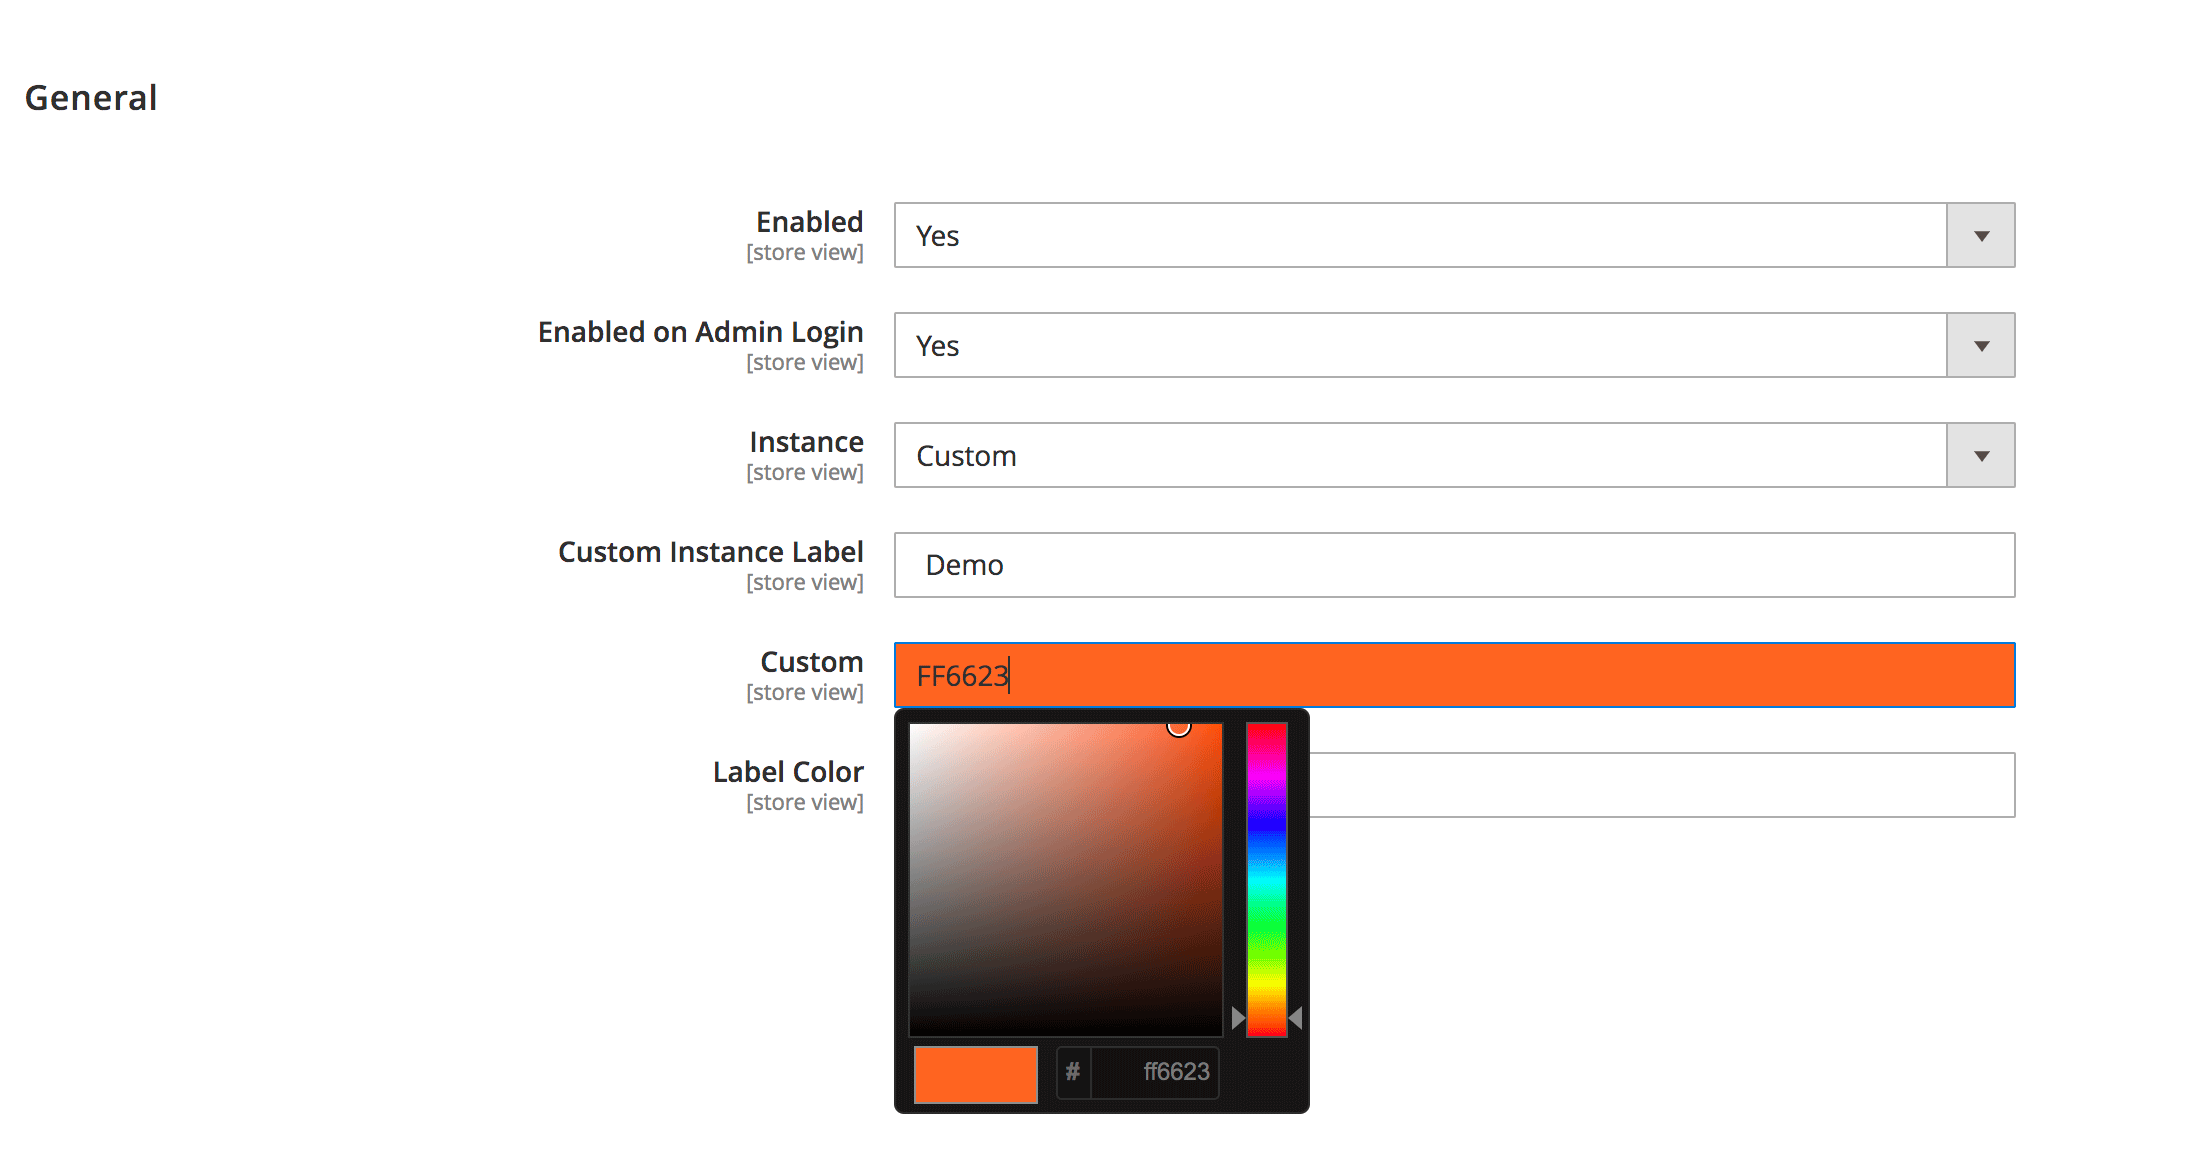 General
Enabled
[store view]
Yes
Enabled on Admin Login
[store view]
Yes
Instance
[store view]
Custom
Custom Instance Label
[store view]
Demo
Custom
[store view]
FF6623
Label Color
[store view]
# ff6623